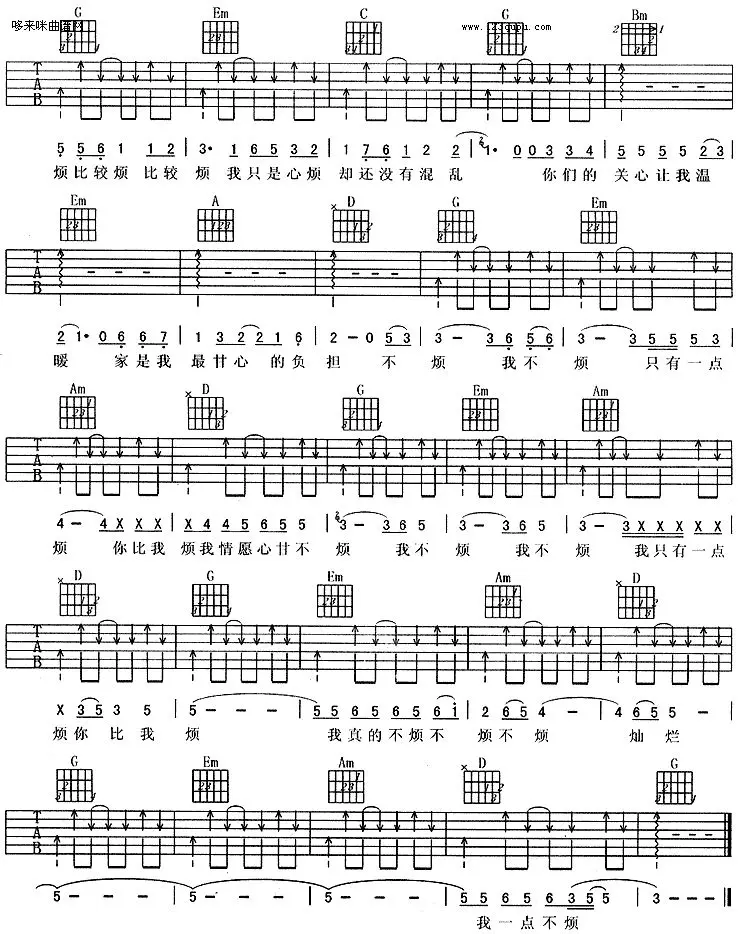 哆来咪曲谱网 www.123qupu.com
G Em C G Bm
T A B
5 5 6 1 1 2 3· 1 6 5 3 2 1 7 6 1 2 2 1· 0 0 3 3 4 5 5 5 5 2 3
烦比较烦 比较 烦 我只是心烦 却还没有混 乱 你们的 关心让我温
Em A D G Em
T A B
2 1· 0 6 6 7 1 3 2 2 1 6 2 - 0 5 3 3 - 3 6 5 6 3 - 3 5 5 5 3
暖 家是我 最甘心 的负 担 不 烦 我不 烦 只有一点
Am D G Em Am
T A B
4 - 4 X X X X 4 4 5 6 5 5 3 - 3 6 5 3 - 3 6 5 3 - 3 X X X X X
烦 你比我 烦我情愿心甘不 烦 我不 烦 我不 烦 我只有一点
D G Em Am D
T A B
X 3 5 3 5 5 - - - 5 5 6 5 6 5 6 1 2 6 5 4 - - 4 6 5 5 -
烦你 比 我 烦 我真的不烦不 烦不 烦 灿 烂
G Em Am D G
T A B
5 - - - 5 - - - 5 - - - 5 5 6 5 6 3 5 5 3 - - -
我一点不烦